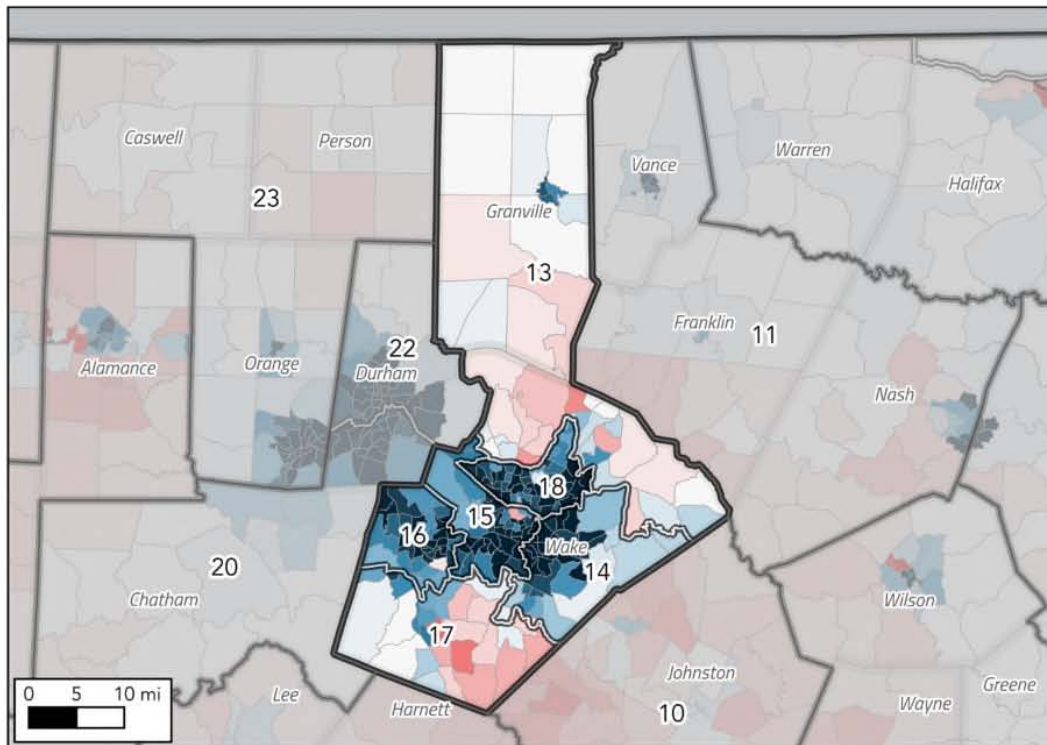 Caswell
Person
Warren
Vance
Halifax
23
Granville
13
Franklin
11
22
Orange
Durham
Alamance
Nash
18
15
16
Wake
14
20
Chatham
Wilson
17
Johnston
0 5 10 mi
Lee
Harnett
10
Wayne
Greene